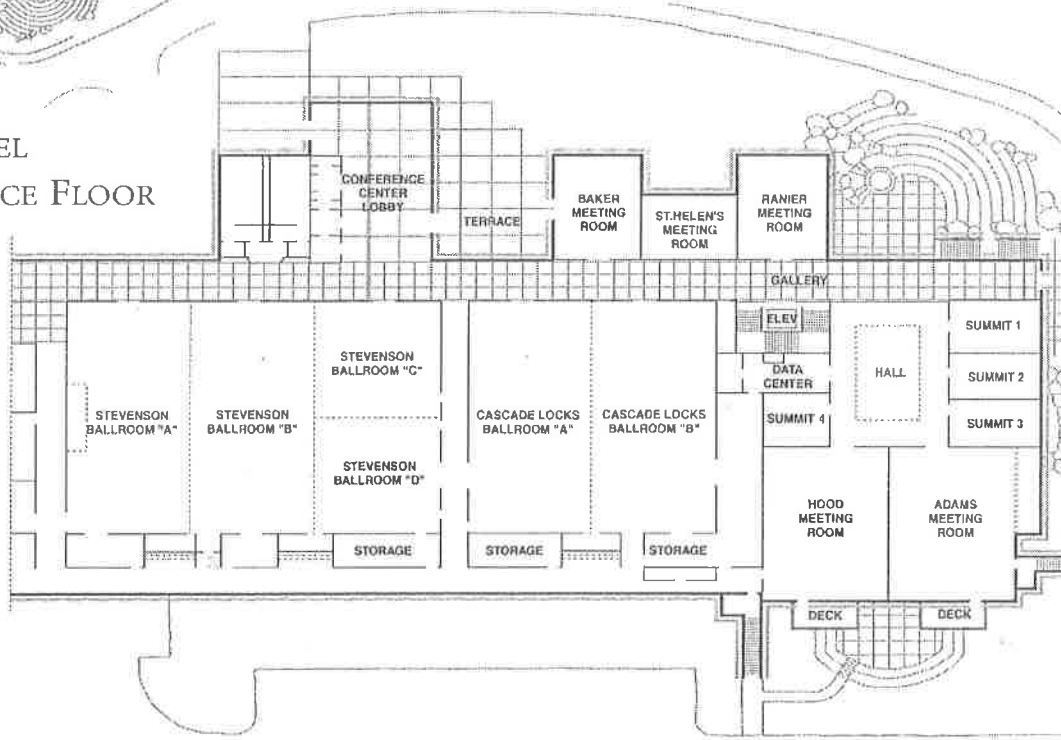 EL
CE FLOOR
CONFERENCE
CENTER
LOBBY
TERRACE
BAKER
MEETING
ROOM
ST.HELEN'S
MEETING
ROOM
RANIER
MEETING
ROOM
GALLERY
ELEV
SUMMIT 1
DATA
CENTER
HALL
SUMMIT 2
SUMMIT 4
SUMMIT 3
STEVENSON
BALLROOM "A"
STEVENSON
BALLROOM "B"
STEVENSON
BALLROOM "C"
STEVENSON
BALLROOM "D"
CASCADE LOCKS
BALLROOM "A"
CASCADE LOCKS
BALLROOM "B"
HOOD
MEETING
ROOM
ADAMS
MEETING
ROOM
STORAGE
STORAGE
STORAGE
DECK
DECK